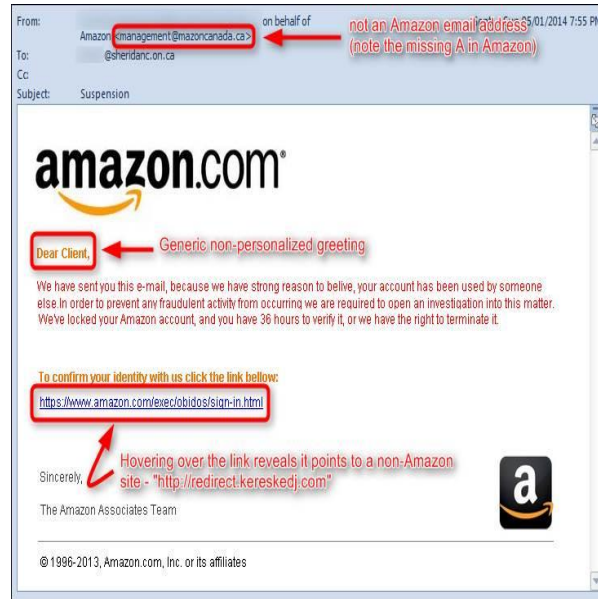 From: on behalf of
Amazon <management@mazoncanada.ca>
not an Amazon email address
(note the missing A in Amazon)
05/01/2014 7:55 PM
To: @sheridanc.on.ca
Cc:
Subject: Suspension
amazon.com®
Dear Client,
Generic non-personalized greeting
We have sent you this e-mail, because we have strong reason to belive, your account has been used by someone
else.In order to prevent any fraudulent activity from occurring we are required to open an investigation into this matter.
We've locked your Amazon account, and you have 36 hours to verify it, or we have the right to terminate it.
To confirm your identity with us click the link bellow:
https://www.amazon.com/exec/obidos/sign-in.html
Hovering over the link reveals it points to a non-Amazon
site - "http://redirect.kereskedj.com"
Sincerely,
The Amazon Associates Team
a
© 1996-2013, Amazon.com, Inc. or its affiliates